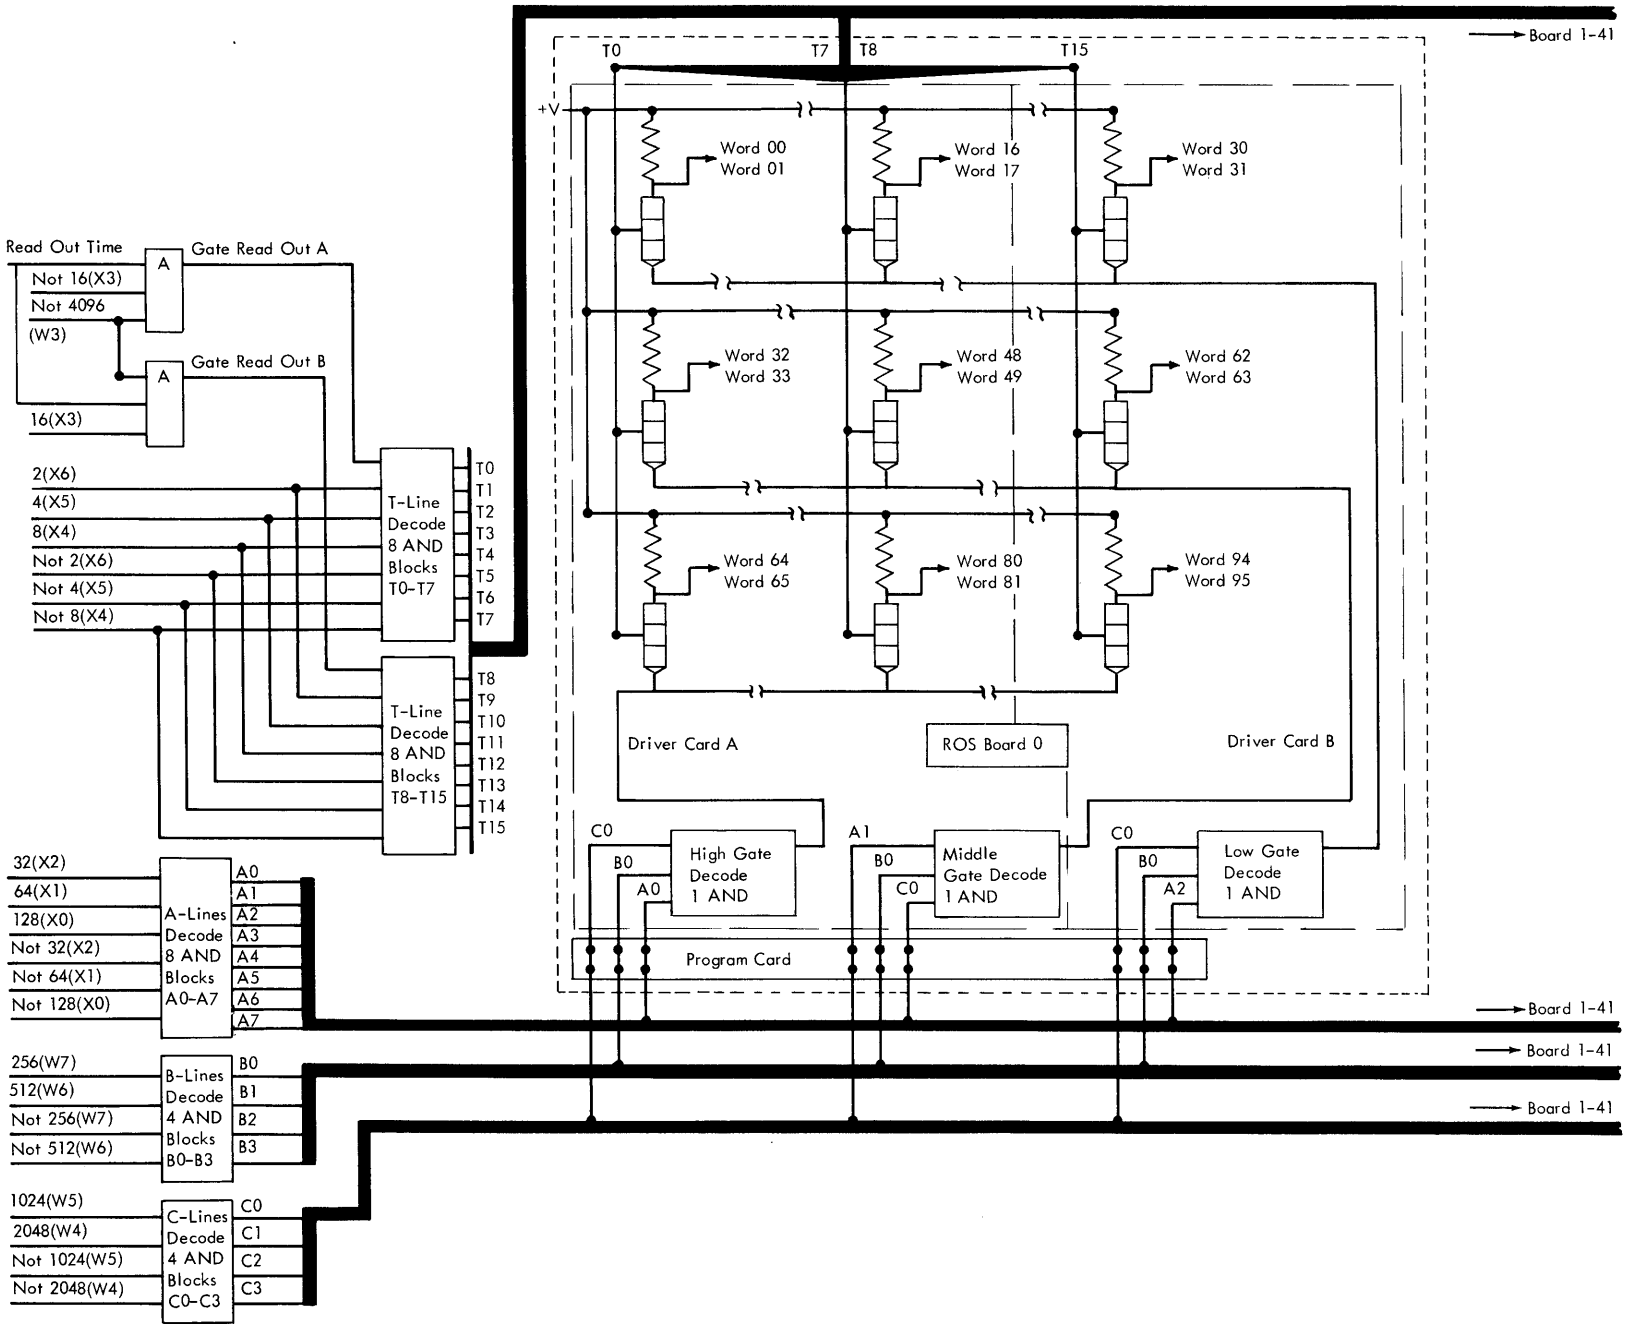 Board 1-41
T0
T7
T8
T15
+V
Word 00
Word 01
Word 16
Word 17
Word 30
Word 31
Read Out Time
A
Gate Read Out A
Not 16(X3)
Not 4096
(W3)
A
Gate Read Out B
16(X3)
Word 32
Word 33
Word 48
Word 49
Word 62
Word 63
2(X6)
4(X5)
8(X4)
Not 2(X6)
Not 4(X5)
Not 8(X4)
T-Line
Decode
8 AND
Blocks
T0-T7
T0
T1
T2
T3
T4
T5
T6
T7
Word 64
Word 65
Word 80
Word 81
Word 94
Word 95
T-Line
Decode
8 AND
Blocks
T8-T15
T8
T9
T10
T11
T12
T13
T14
T15
Driver Card A
ROS Board 0
Driver Card B
C0
B0
A0
High Gate
Decode
1 AND
A1
B0
C0
Middle
Gate Decode
1 AND
C0
B0
A2
Low Gate
Decode
1 AND
Program Card
32(X2)
64(X1)
128(X0)
Not 32(X2)
Not 64(X1)
Not 128(X0)
A-Lines
Decode
8 AND
Blocks
A0-A7
A0
A1
A2
A3
A4
A5
A6
A7
Board 1-41
Board 1-41
Board 1-41
256(W7)
512(W6)
Not 256(W7)
Not 512(W6)
B-Lines
Decode
4 AND
Blocks
B0-B3
B0
B1
B2
B3
1024(W5)
2048(W4)
Not 1024(W5)
Not 2048(W4)
C-Lines
Decode
4 AND
Blocks
C0-C3
C0
C1
C2
C3